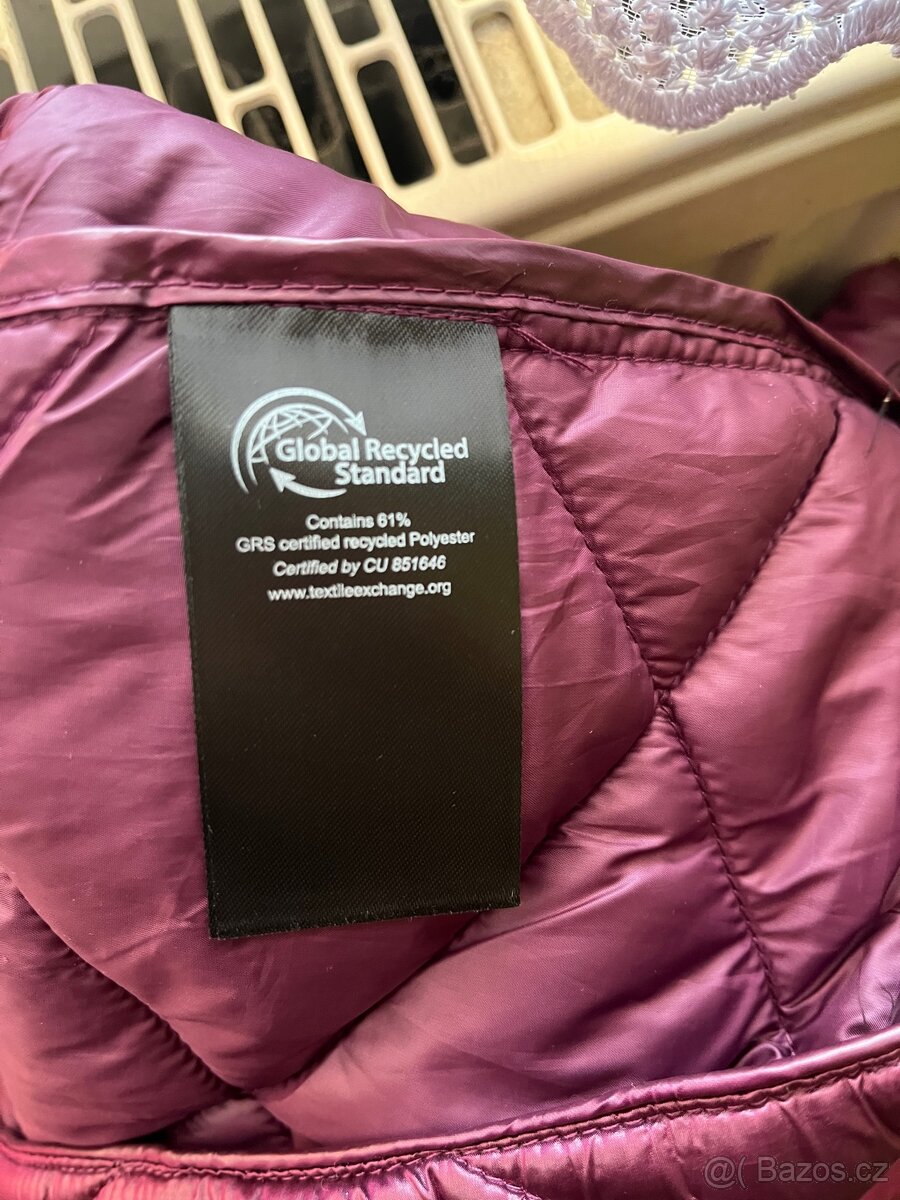 Global Recycled
Standard
Contains 61%
GRS certified recycled Polyester
Certified by CU 851646
www.textileexchange.org
@( Bazos.cz